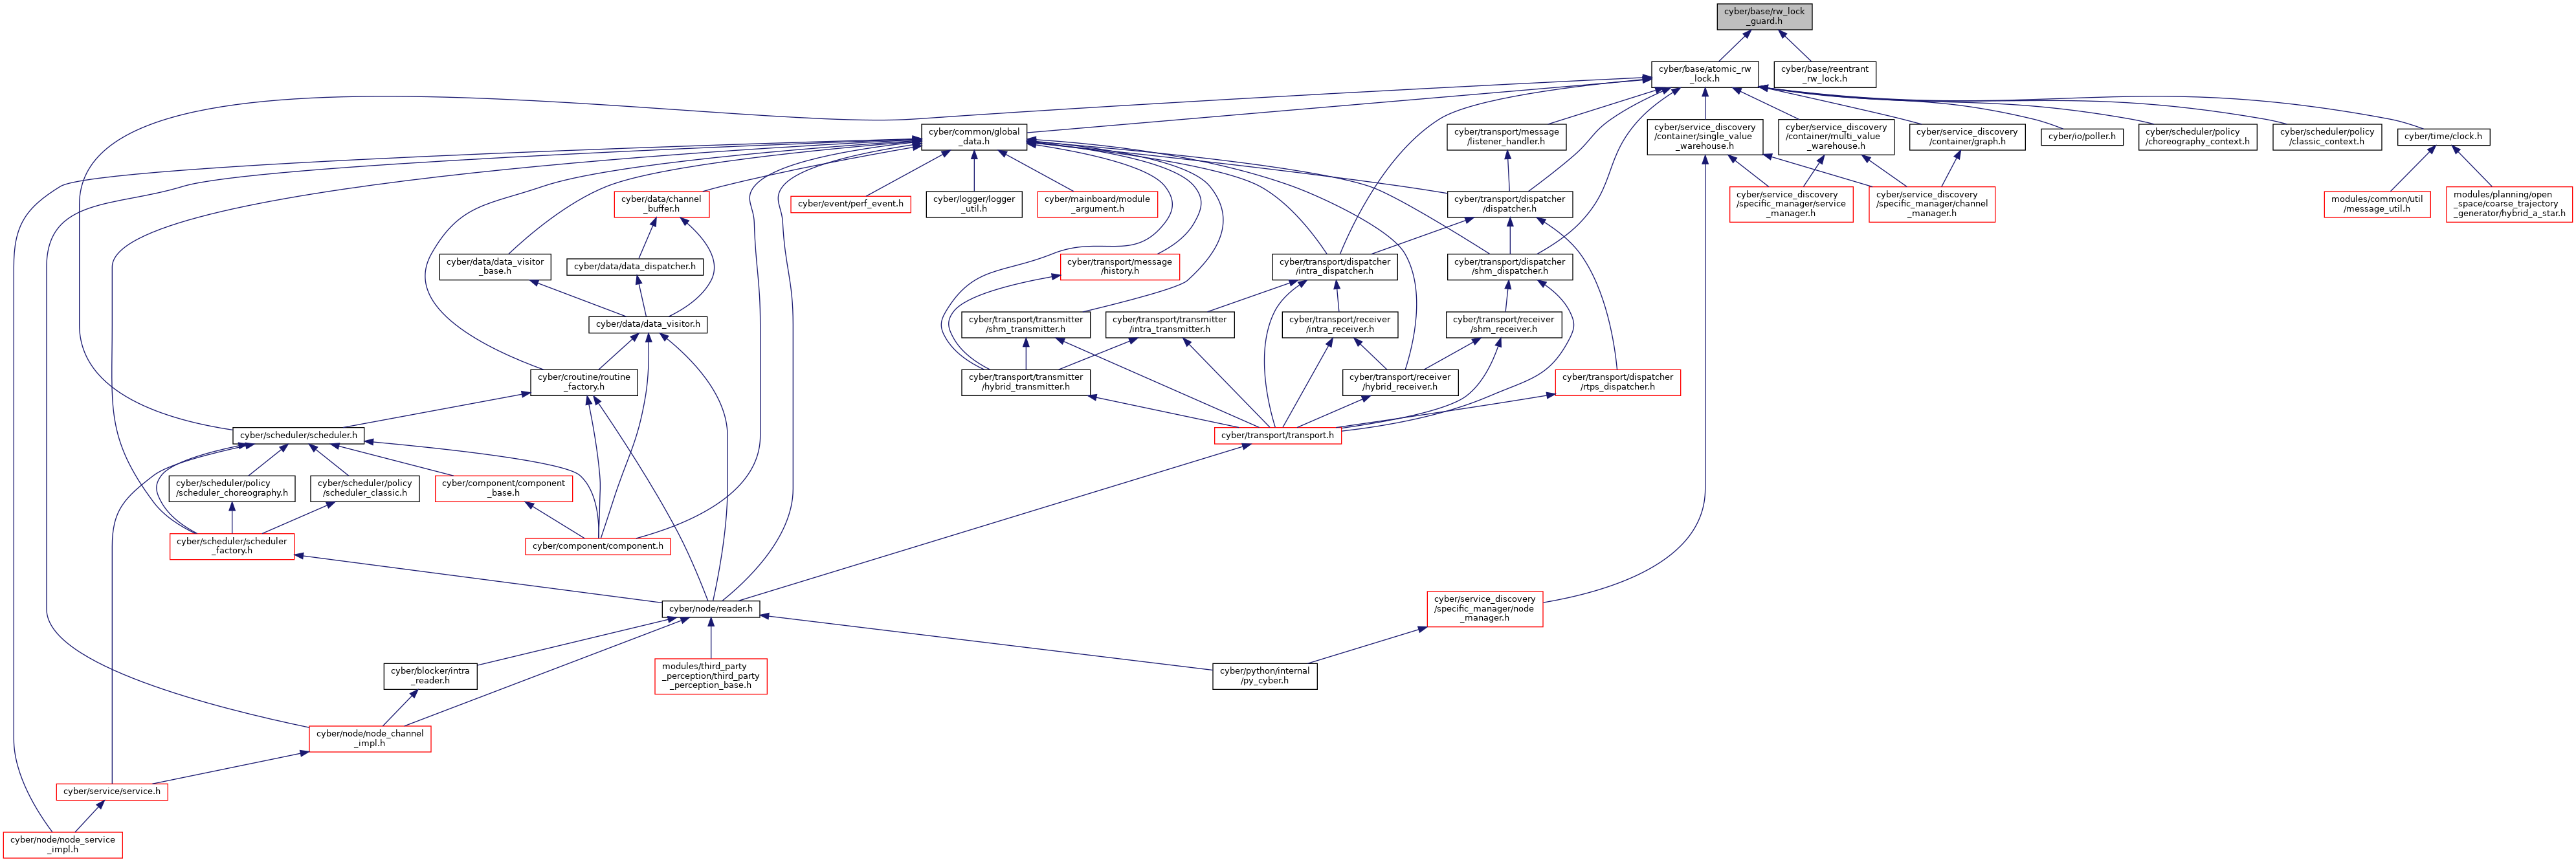 cyber/base/rw_lock
_guard.h
cyber/base/atomic_rw
_lock.h
cyber/base/reentrant
_rw_lock.h
cyber/common/global
_data.h
cyber/transport/message
/listener_handler.h
cyber/service_discovery
/container/single_value
_warehouse.h
cyber/service_discovery
/container/multi_value
_warehouse.h
cyber/service_discovery
/container/graph.h
cyber/io/poller.h
cyber/scheduler/policy
/choreography_context.h
cyber/scheduler/policy
/classic_context.h
cyber/time/clock.h
cyber/data/channel
_buffer.h
cyber/event/perf_event.h
cyber/logger/logger
_util.h
cyber/mainboard/module
_argument.h
cyber/transport/dispatcher
/dispatcher.h
cyber/service_discovery
/specific_manager/service
_manager.h
cyber/service_discovery
/specific_manager/channel
_manager.h
modules/common/util
/message_util.h
modules/planning/open
_space/coarse_trajectory
_generator/hybrid_a_star.h
cyber/data/data_visitor
_base.h
cyber/data/data_dispatcher.h
cyber/transport/message
/history.h
cyber/transport/dispatcher
/intra_dispatcher.h
cyber/transport/dispatcher
/shm_dispatcher.h
cyber/data/data_visitor.h
cyber/transport/transmitter
/shm_transmitter.h
cyber/transport/transmitter
/intra_transmitter.h
cyber/transport/receiver
/intra_receiver.h
cyber/transport/receiver
/shm_receiver.h
cyber/croutine/routine
_factory.h
cyber/transport/transmitter
/hybrid_transmitter.h
cyber/transport/receiver
/hybrid_receiver.h
cyber/transport/dispatcher
/rtps_dispatcher.h
cyber/scheduler/scheduler.h
cyber/transport/transport.h
cyber/scheduler/policy
/scheduler_choreography.h
cyber/scheduler/policy
/scheduler_classic.h
cyber/component/component
_base.h
cyber/scheduler/scheduler
_factory.h
cyber/component/component.h
cyber/node/reader.h
cyber/service_discovery
/specific_manager/node
_manager.h
cyber/blocker/intra
_reader.h
modules/third_party
_perception/third_party
_perception_base.h
cyber/python/internal
/py_cyber.h
cyber/node/node_channel
_impl.h
cyber/service/service.h
cyber/node/node_service
_impl.h